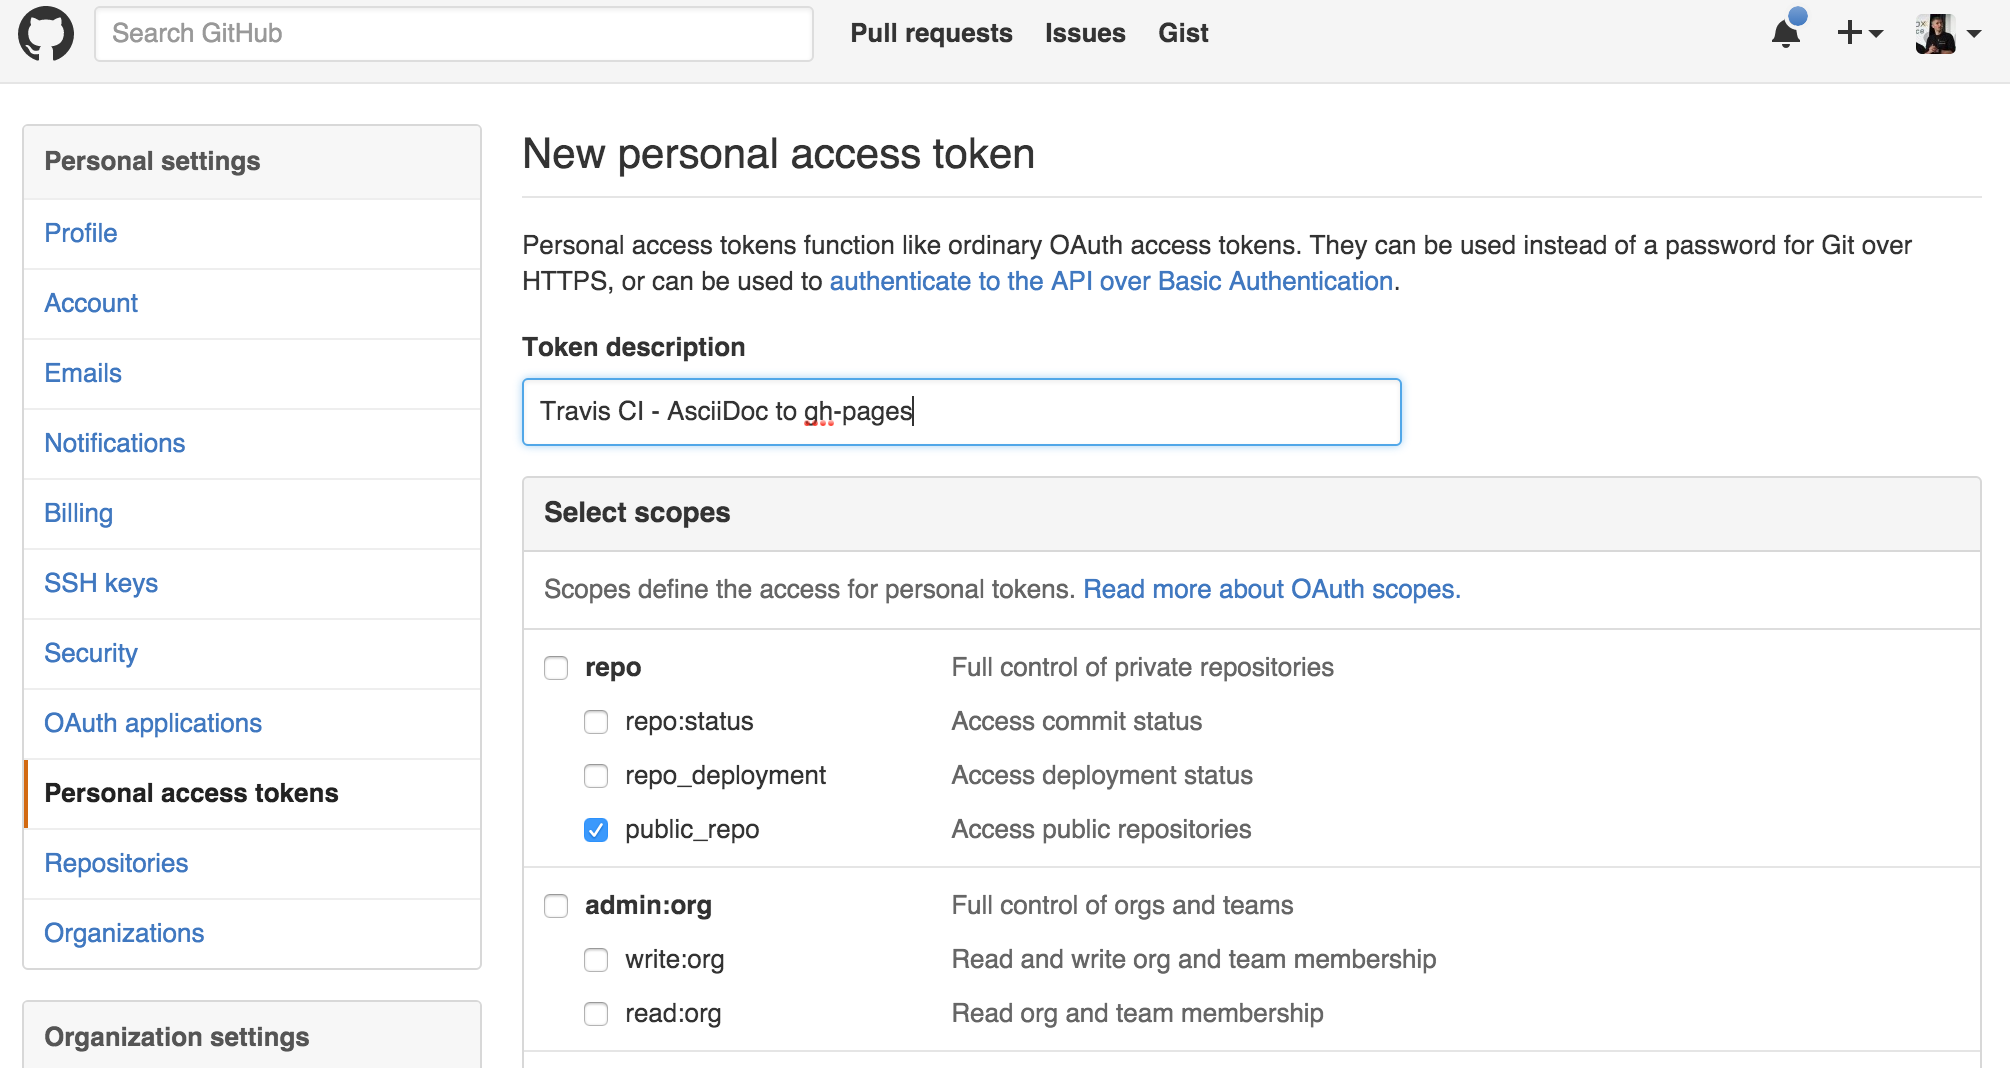 Search GitHub
Pull requests Issues Gist
Personal settings
Profile
Account
Emails
Notifications
Billing
SSH keys
Security
OAuth applications
Personal access tokens
Repositories
Organizations
Organization settings
New personal access token
Personal access tokens function like ordinary OAuth access tokens. They can be used instead of a password for Git over
HTTPS, or can be used to authenticate to the API over Basic Authentication.
Token description
Travis CI - AsciiDoc to gh-pages
Select scopes
Scopes define the access for personal tokens. Read more about OAuth scopes.
repo Full control of private repositories
repo:status Access commit status
repo_deployment Access deployment status
public_repo Access public repositories
admin:org Full control of orgs and teams
write:org Read and write org and team membership
read:org Read org and team membership